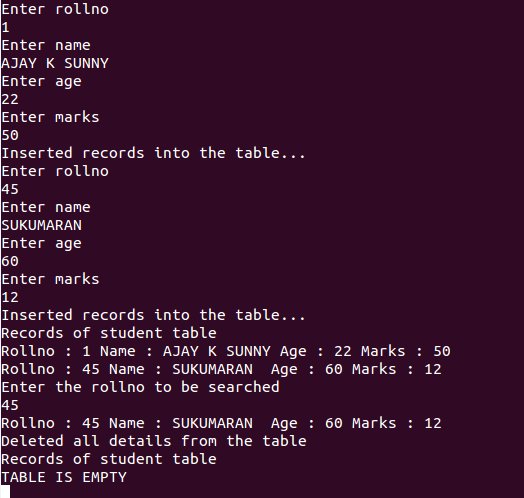 Enter rollno
1
Enter name
AJAY K SUNNY
Enter age
22
Enter marks
50
Inserted records into the table...
Enter rollno
45
Enter name
SUKUMARAN
Enter age
60
Enter marks
12
Inserted records into the table...
Records of student table
Rollno : 1 Name : AJAY K SUNNY Age : 22 Marks : 50
Rollno : 45 Name : SUKUMARAN  Age : 60 Marks : 12
Enter the rollno to be searched
45
Rollno : 45 Name : SUKUMARAN  Age : 60 Marks : 12
Deleted all details from the table
Records of student table
TABLE IS EMPTY